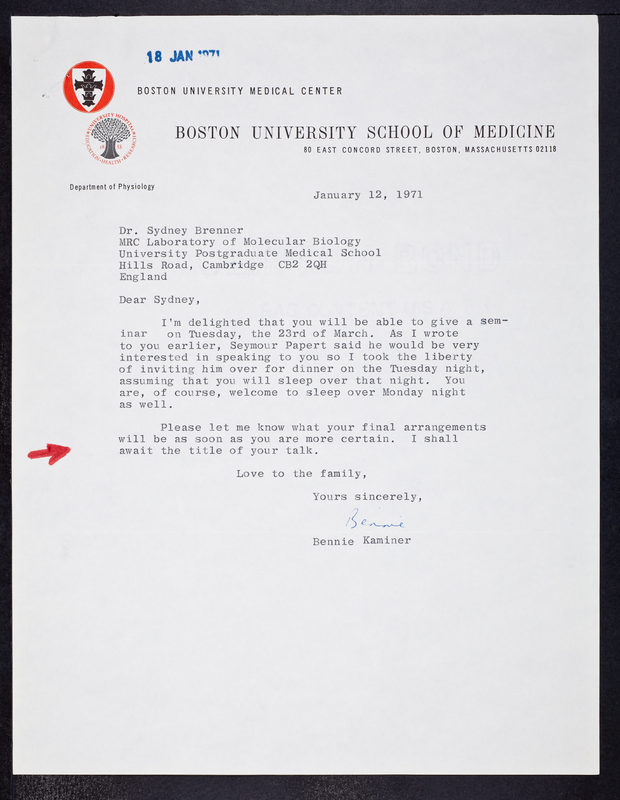 18 JAN 1971
BOSTON UNIVERSITY MEDICAL CENTER
UNIVERSITY HOSPITAL
EDUCATION • HEALTH • RESEARCH
BOSTON UNIVERSITY SCHOOL OF MEDICINE
80 EAST CONCORD STREET, BOSTON, MASSACHUSETTS 02118
Department of Physiology
January 12, 1971
Dr. Sydney Brenner
MRC Laboratory of Molecular Biology
University Postgraduate Medical School
Hills Road, Cambridge CB2 2QH
England
Dear Sydney,
I'm delighted that you will be able to give a sem-
inar on Tuesday, the 23rd of March. As I wrote
to you earlier, Seymour Papert said he would be very
interested in speaking to you so I took the liberty
of inviting him over for dinner on the Tuesday night,
assuming that you will sleep over that night. You
are, of course, welcome to sleep over Monday night
as well.
Please let me know what your final arrangements
will be as soon as you are more certain. I shall
await the title of your talk.
Love to the family,
Yours sincerely,
Bennie
Bennie Kaminer